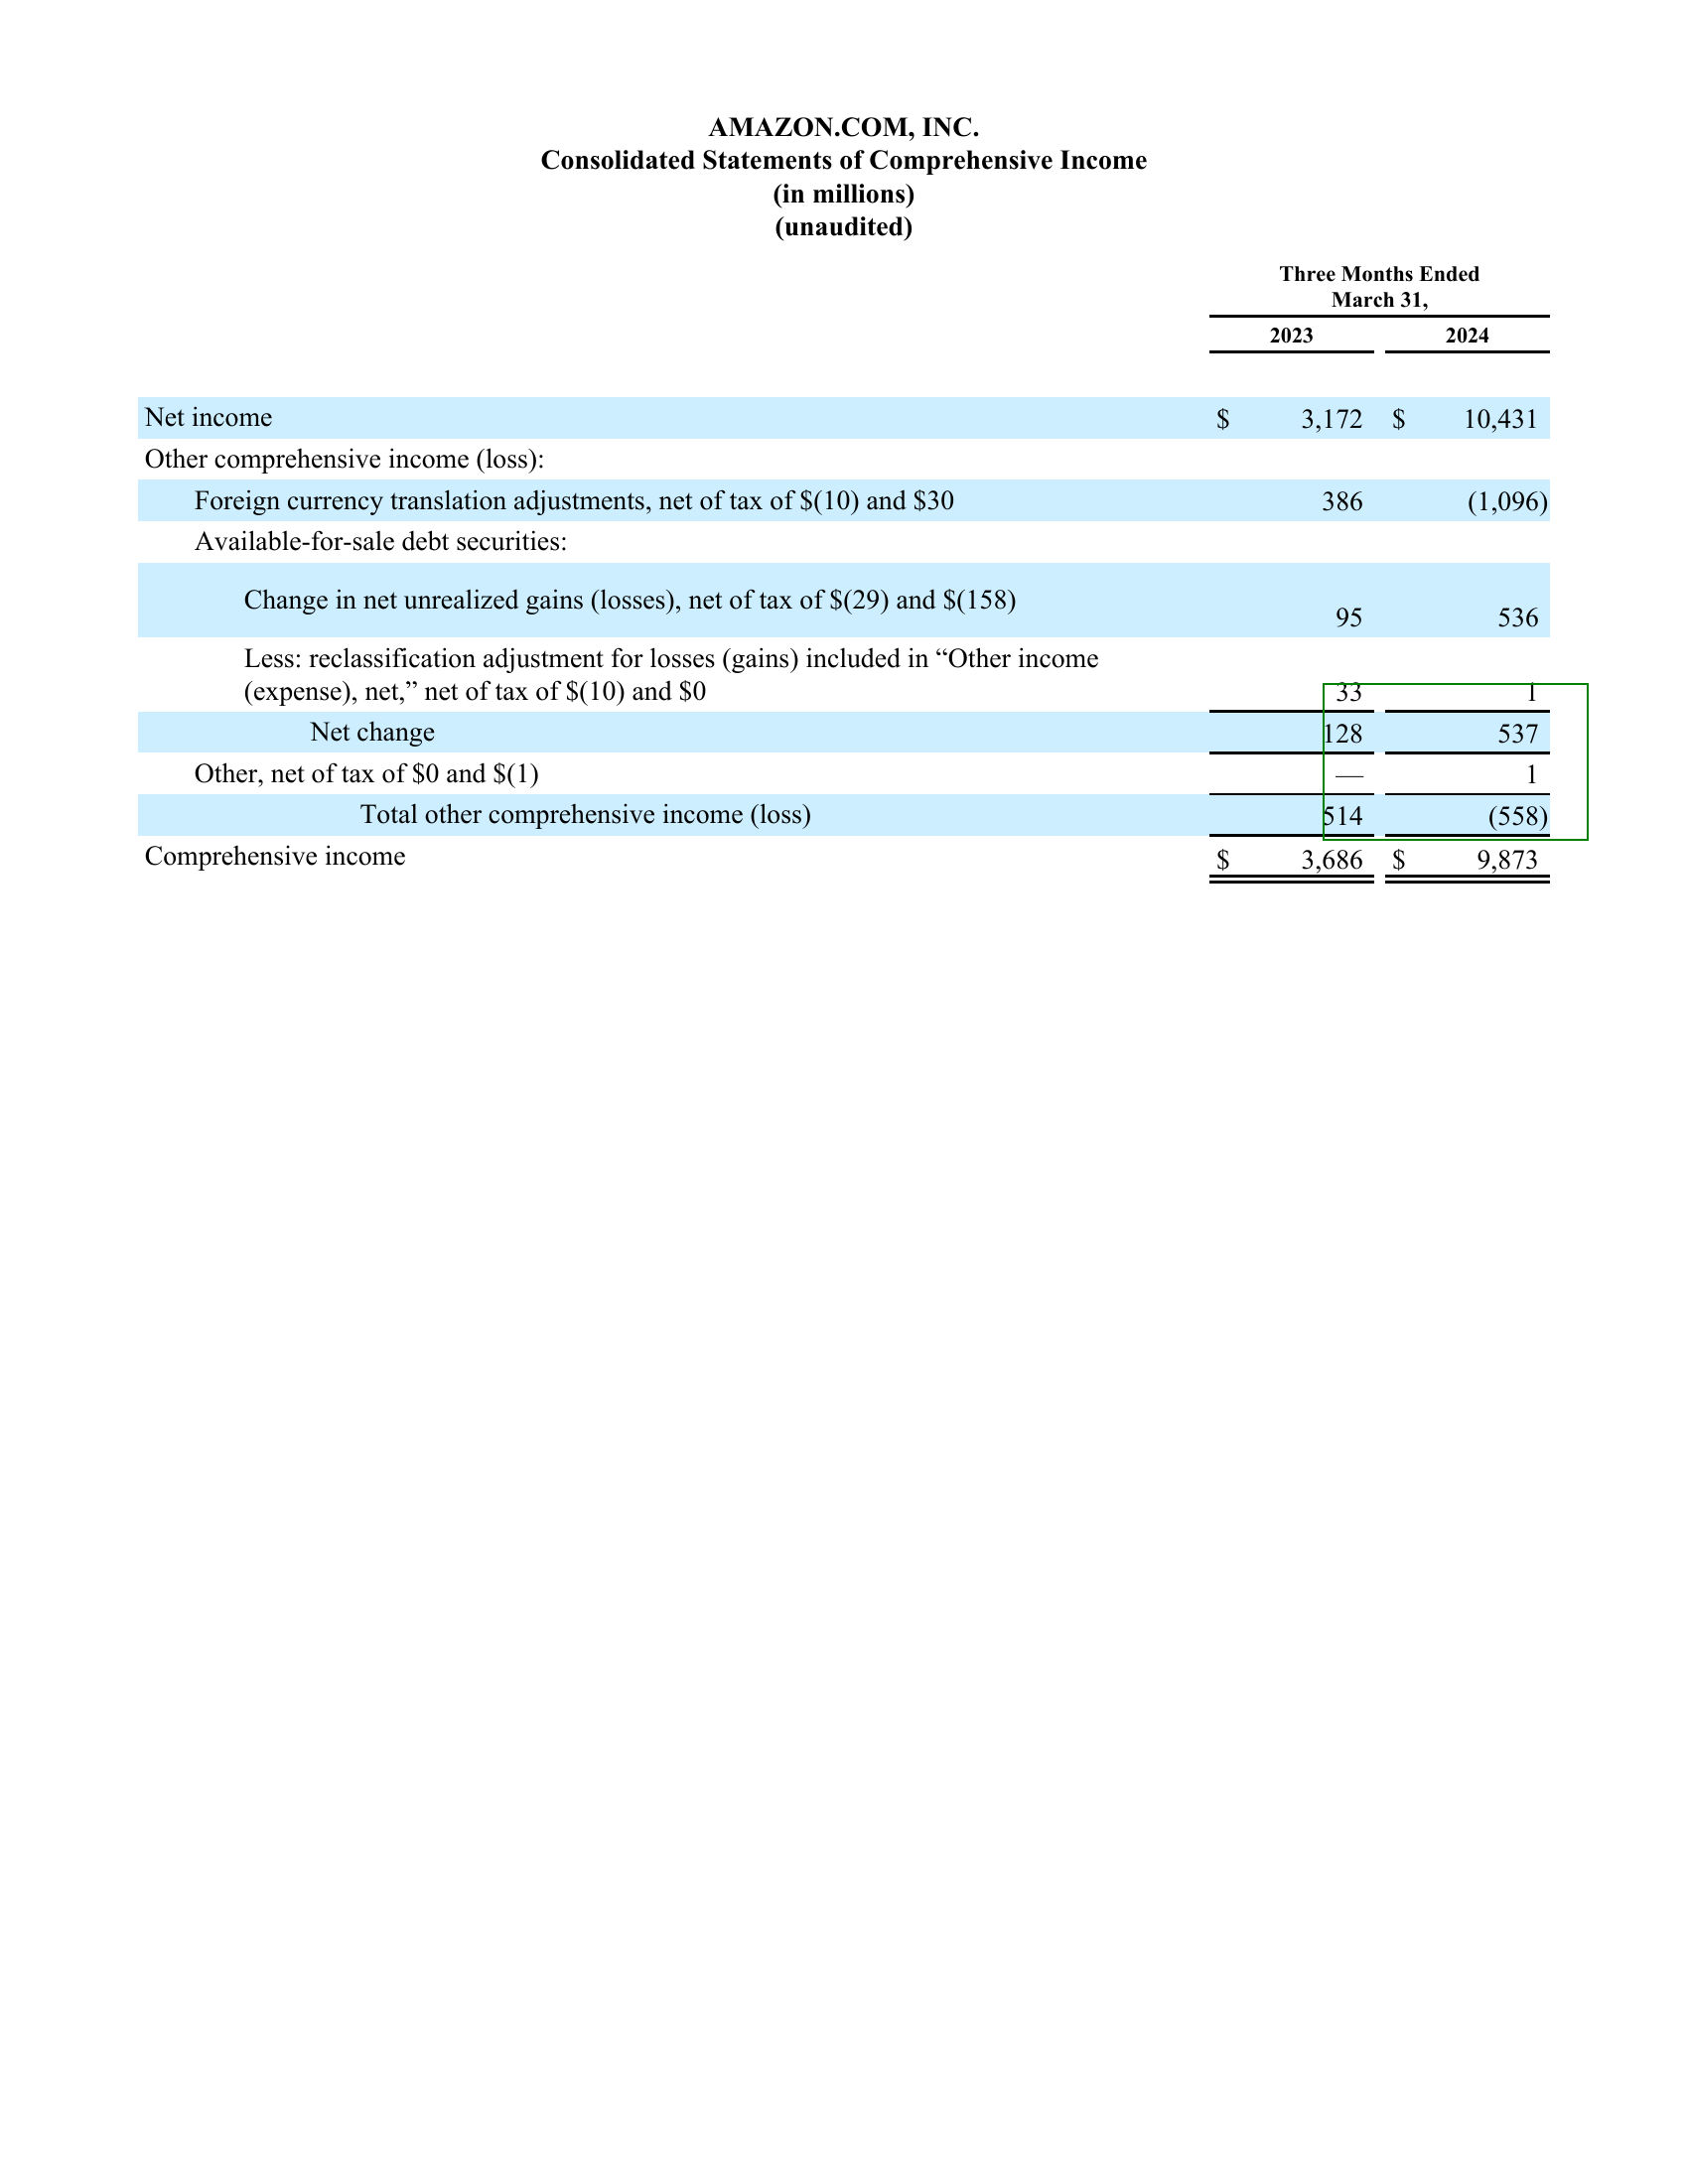 AMAZON.COM, INC.
Consolidated Statements of Comprehensive Income
(in millions)
(unaudited)
Three Months Ended
March 31,
2023 2024
Net income $ 3,172 $ 10,431
Other comprehensive income (loss):
Foreign currency translation adjustments, net of tax of $(10) and $30 386 (1,096)
Available-for-sale debt securities:
Change in net unrealized gains (losses), net of tax of $(29) and $(158) 95 536
Less: reclassification adjustment for losses (gains) included in “Other income
(expense), net,” net of tax of $(10) and $0 33 1
Net change 128 537
Other, net of tax of $0 and $(1) — 1
Total other comprehensive income (loss) 514 (558)
Comprehensive income $ 3,686 $ 9,873